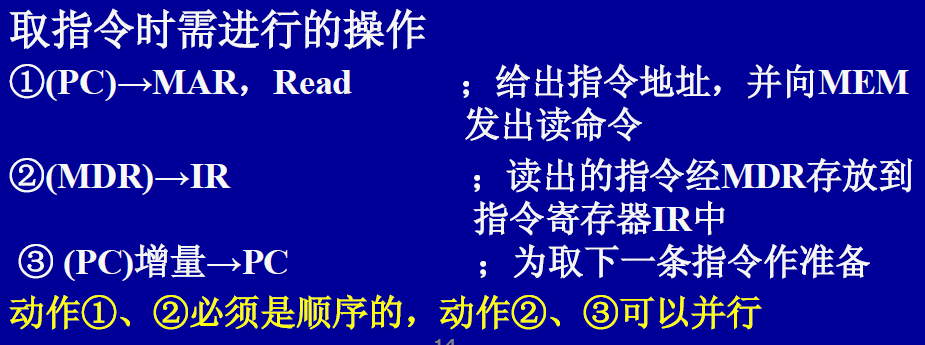 取指令时需进行的操作
①(PC)→MAR，Read ；给出指令地址，并向MEM
发出读命令
②(MDR)→IR ；读出的指令经MDR存放到
指令寄存器IR中
③ (PC)增量→PC ；为取下一条指令作准备
动作①、②必须是顺序的，动作②、③可以并行
14